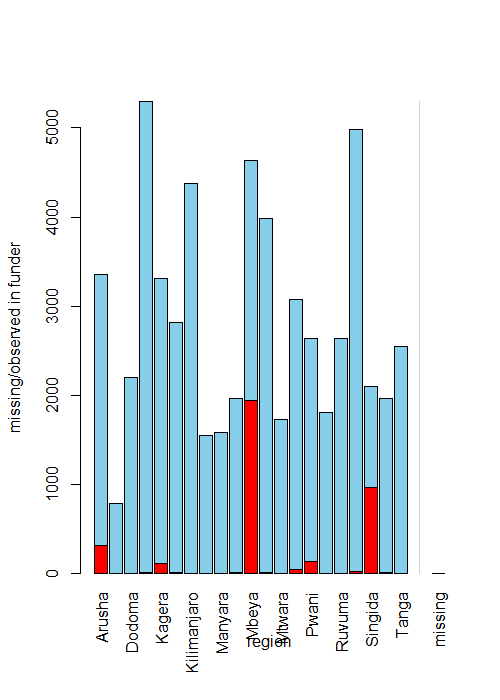 missing/observed in funder
5000
4000
3000
2000
1000
0
Arusha
Dodoma
Kagera
Kilimanjaro
Manyara
Mbeya
Mtwara
Pwani
Ruvuma
Singida
Tanga
missing
region